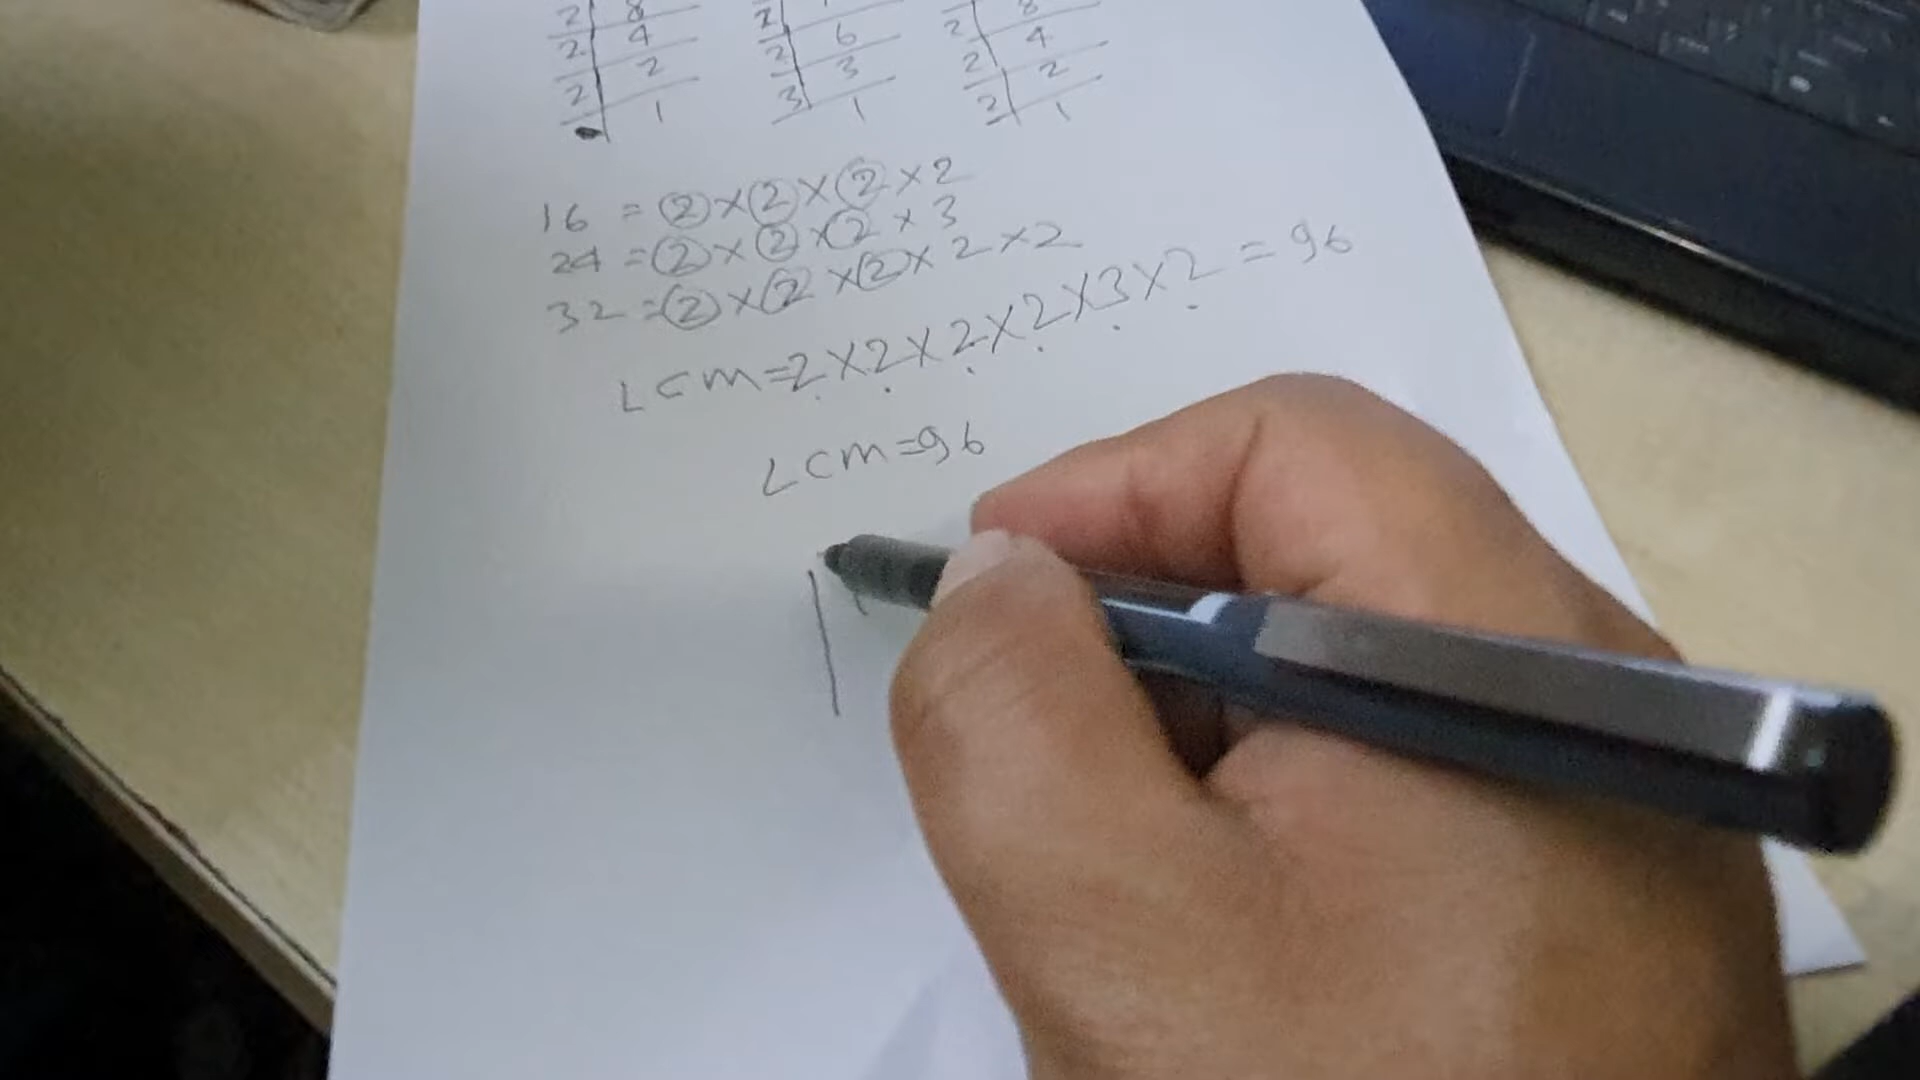 2 8 2 2 8
2 4 2 6 2 4
2 2 2 3 2 2
1 3 1 2 1
16 = 2 × 2 × 2 × 2
24 = 2 × 2 × 2 × 3
32 = 2 × 2 × 2 × 2 × 2
LCM = 2 × 2 × 2 × 2 × 3 × 2 = 96
LCM = 96